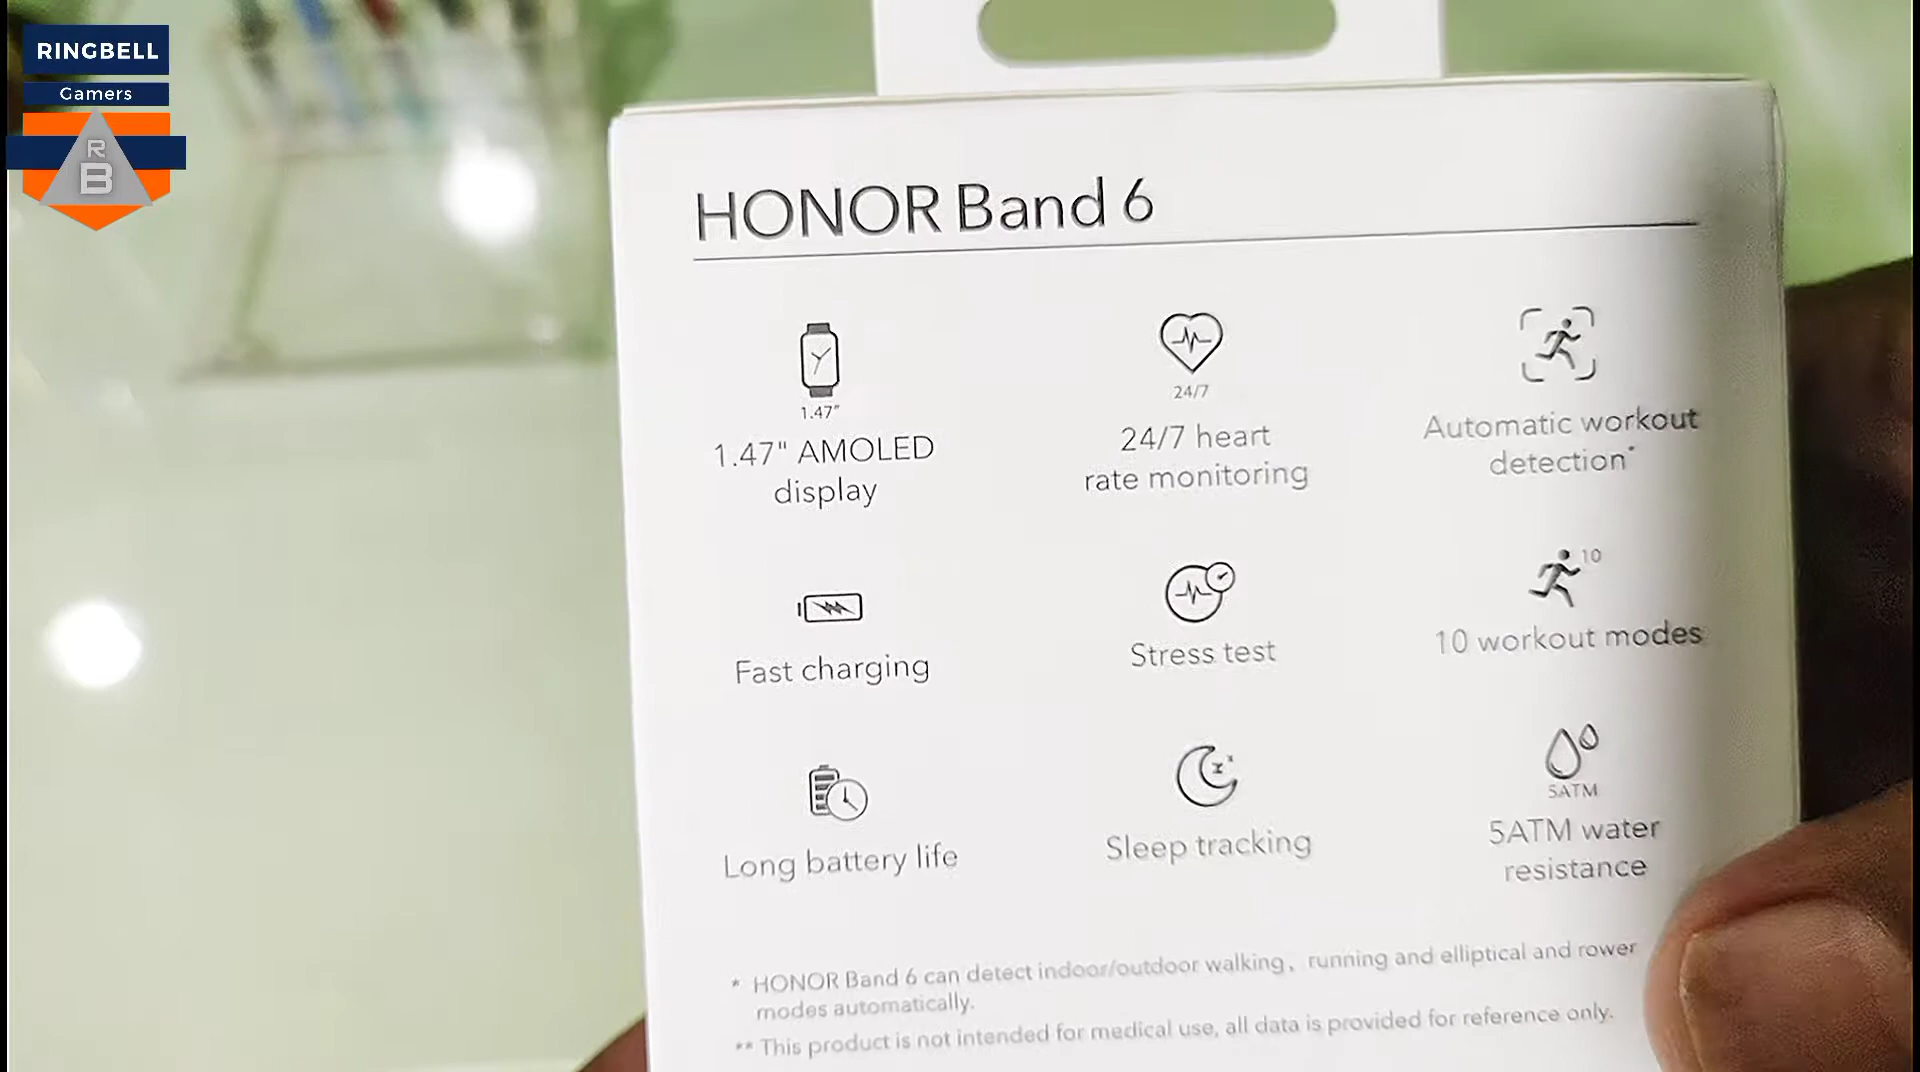 RINGBELL
Gamers
R
B
HONOR Band 6
1.47"
1.47" AMOLED
display
24/7
24/7 heart
rate monitoring
Automatic workout
detection*
Fast charging
Stress test
10
10 workout modes
Long battery life
Sleep tracking
5ATM
5ATM water
resistance
* HONOR Band 6 can detect indoor/outdoor walking, running and elliptical and rower
modes automatically.
** This product is not intended for medical use, all data is provided for reference only.